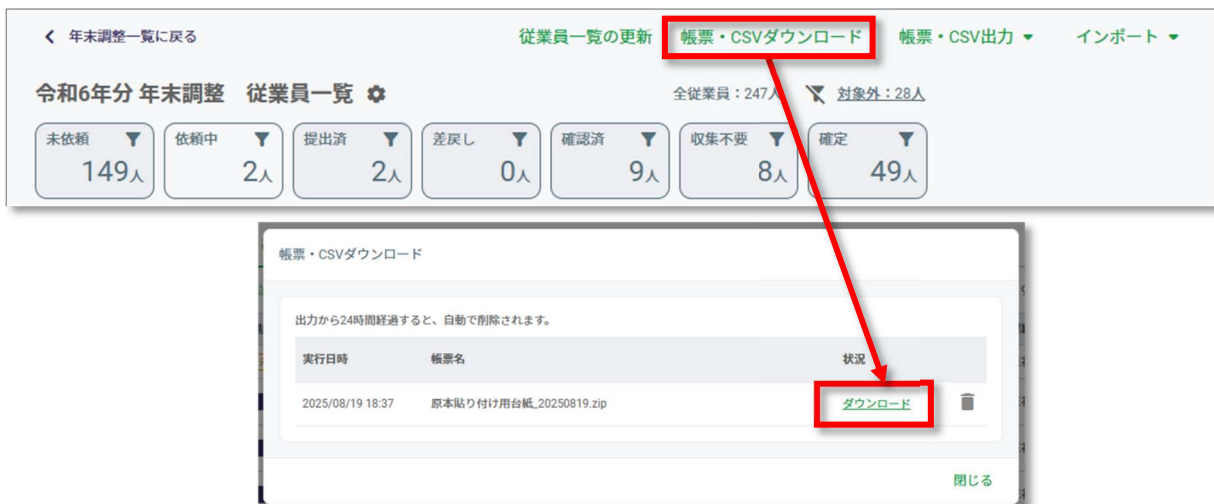 年末調整一覧に戻る
従業員一覧の更新 帳票・CSVダウンロード 帳票・CSV出力 インポート
令和6年分 年末調整 従業員一覧
全従業員：247人 対象外：28人
未依頼 依頼中 提出済 差戻し 確認済 収集不要 確定
149人 2人 2人 0人 9人 8人 49人
帳票・CSVダウンロード
出力から24時間経過すると、自動で削除されます。
実行日時 帳票名 状況
2025/08/19 18:37 原本貼り付け用台紙_20250819.zip ダウンロード
閉じる